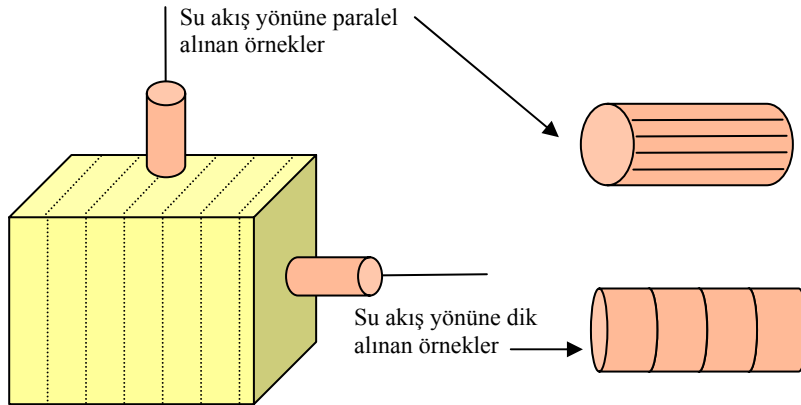 Su akış yönüne paralel
alınan örnekler
Su akış yönüne dik
alınan örnekler